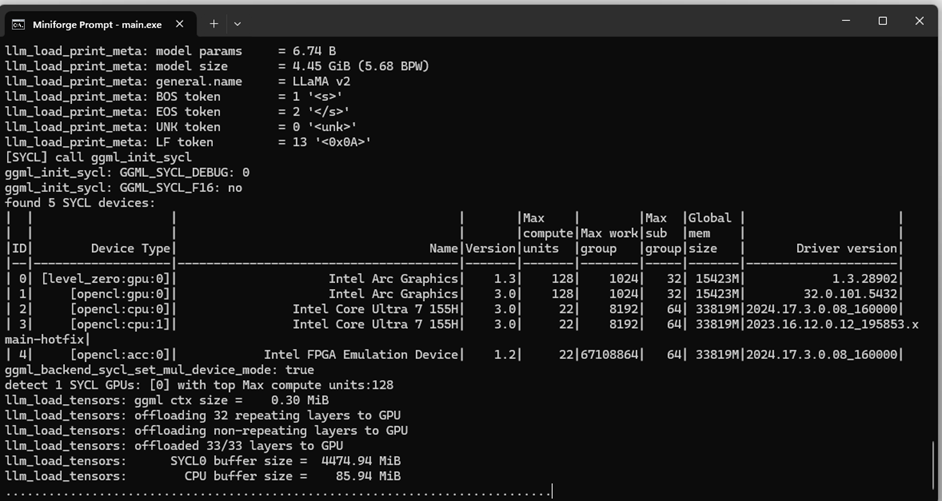 Miniforge Prompt - main.exe
llm_load_print_meta: model params     = 6.74 B
llm_load_print_meta: model size       = 4.45 GiB (5.68 BPW)
llm_load_print_meta: general.name     = LLaMA v2
llm_load_print_meta: BOS token        = 1 '<s>'
llm_load_print_meta: EOS token        = 2 '</s>'
llm_load_print_meta: UNK token        = 0 '<unk>'
llm_load_print_meta: LF token         = 13 '<0x0A>'
[SYCL] call ggml_init_sycl
ggml_init_sycl: GGML_SYCL_DEBUG: 0
ggml_init_sycl: GGML_SYCL_F16: no
found 5 SYCL devices:
|  |                   |                                       |       |Max    |        |Max  |Global |                     |
|  |                   |                                       |       |compute|Max work|sub  |mem    |                     |
|ID|        Device Type|                                   Name|Version|units  |group   |group|size   |       Driver version|
|--|-------------------|---------------------------------------|-------|-------|--------|-----|-------|---------------------|
| 0| [level_zero:gpu:0]|                     Intel Arc Graphics|    1.3|    128|    1024|   32| 15423M|            1.3.28902|
| 1|     [opencl:gpu:0]|                     Intel Arc Graphics|    3.0|    128|    1024|   32| 15423M|        32.0.101.5432|
| 2|     [opencl:cpu:0]|                Intel Core Ultra 7 155H|    3.0|     22|    8192|   64| 33819M|2024.17.3.0.08_160000|
| 3|     [opencl:cpu:1]|                Intel Core Ultra 7 155H|    3.0|     22|    8192|   64| 33819M|2023.16.12.0.12_195853.x
main-hotfix|
| 4|     [opencl:acc:0]|            Intel FPGA Emulation Device|    1.2|     22|67108864|   64| 33819M|2024.17.3.0.08_160000|
ggml_backend_sycl_set_mul_device_mode: true
detect 1 SYCL GPUs: [0] with top Max compute units:128
llm_load_tensors: ggml ctx size =    0.30 MiB
llm_load_tensors: offloading 32 repeating layers to GPU
llm_load_tensors: offloading non-repeating layers to GPU
llm_load_tensors: offloaded 33/33 layers to GPU
llm_load_tensors:      SYCL0 buffer size =  4474.94 MiB
llm_load_tensors:        CPU buffer size =    85.94 MiB
............................................................................